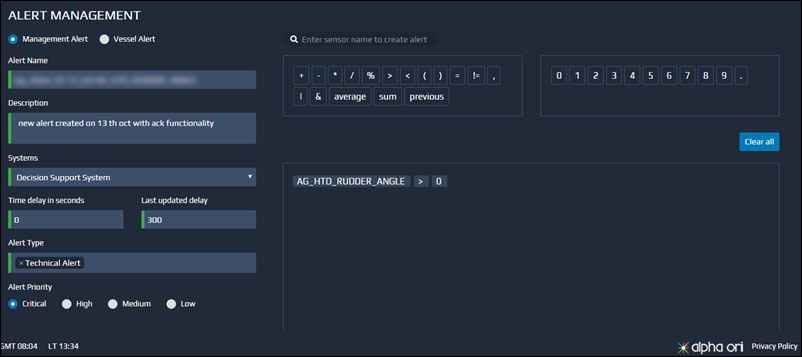 ALERT MANAGEMENT
Management Alert Vessel Alert
Alert Name
Description
new alert created on 13 th oct with ack functionality
Systems
Decision Support System
Time delay in seconds Last updated delay
0 300
Alert Type
× Technical Alert
Alert Priority
Critical High Medium Low
Enter sensor name to create alert
+ - * / % > < ( ) = != ,
| & average sum previous
0 1 2 3 4 5 6 7 8 9 .
Clear all
AG_HTD_RUDDER_ANGLE > 0
GMT 08:04 LT 13:34
alpha ori Privacy Policy